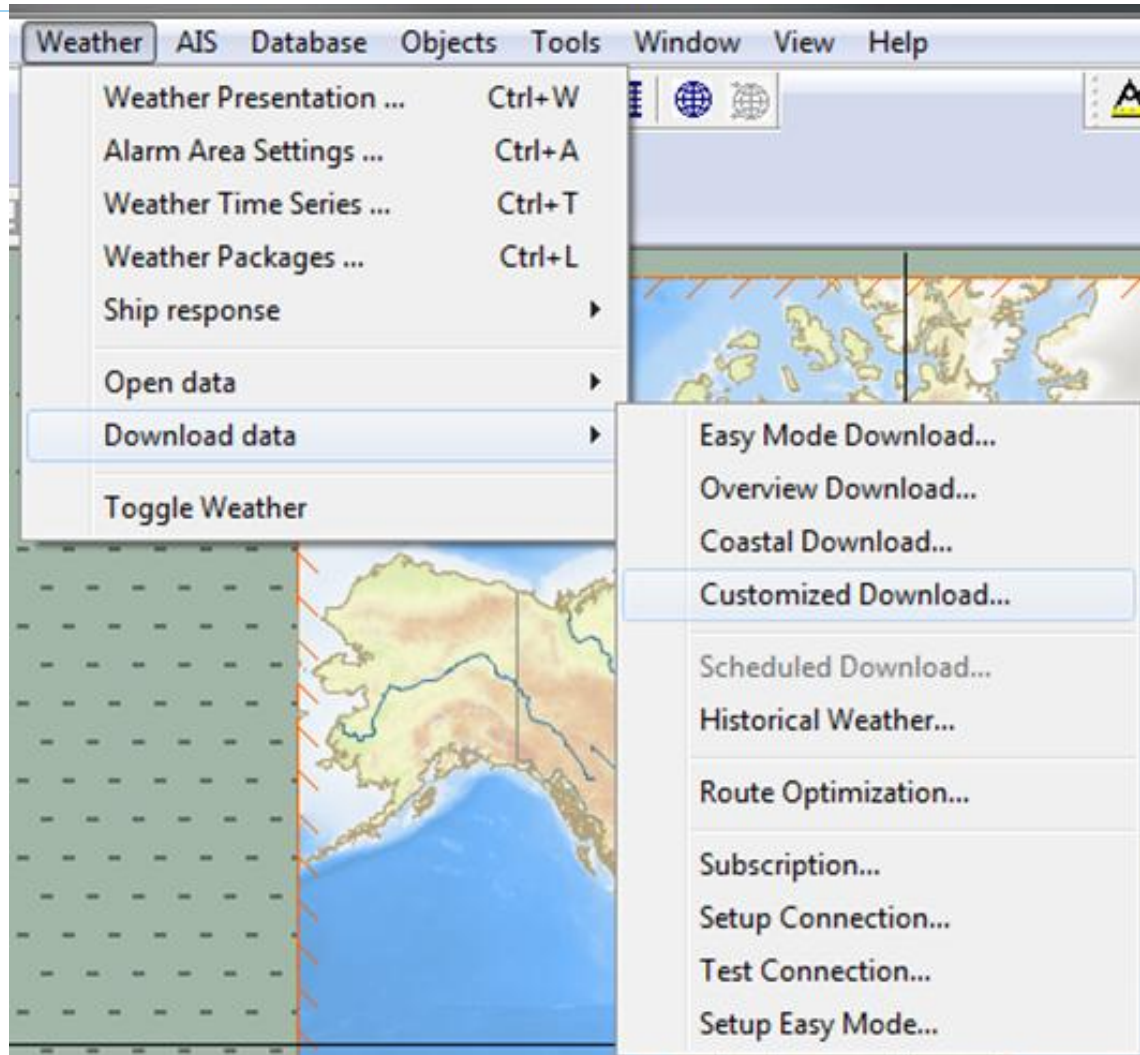 Weather AIS Database Objects Tools Window View Help
Weather Presentation ... Ctrl+W
Alarm Area Settings ... Ctrl+A
Weather Time Series ... Ctrl+T
Weather Packages ... Ctrl+L
Ship response
Open data
Download data
Toggle Weather
Easy Mode Download...
Overview Download...
Coastal Download...
Customized Download...
Scheduled Download...
Historical Weather...
Route Optimization...
Subscription...
Setup Connection...
Test Connection...
Setup Easy Mode...